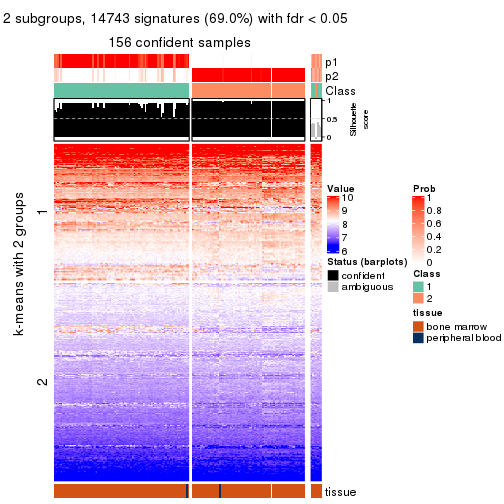 2 subgroups, 14743 signatures (69.0%) with fdr < 0.05
156 confident samples
p1
p2
Class
1
0.5
0
Silhouette
score
k-means with 2 groups
1
2
Value
10
9
8
7
6
Status (barplots)
confident
ambiguous
Prob
1
0.8
0.6
0.4
0.2
0
Class
1
2
tissue
bone marrow
peripheral blood
tissue